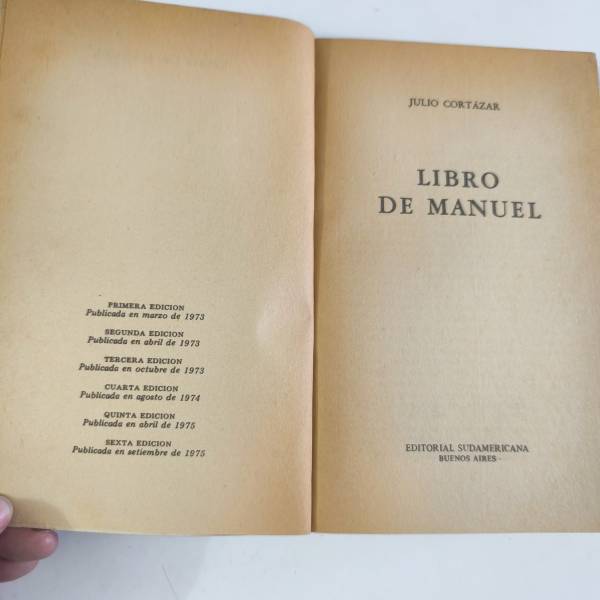 PRIMERA EDICION
Publicada en marzo de 1973
SEGUNDA EDICION
Publicada en abril de 1973
TERCERA EDICION
Publicada en octubre de 1973
CUARTA EDICION
Publicada en agosto de 1974
QUINTA EDICION
Publicada en abril de 1975
SEXTA EDICION
Publicada en setiembre de 1975
JULIO CORTÁZAR
LIBRO
DE MANUEL
EDITORIAL SUDAMERICANA
BUENOS AIRES